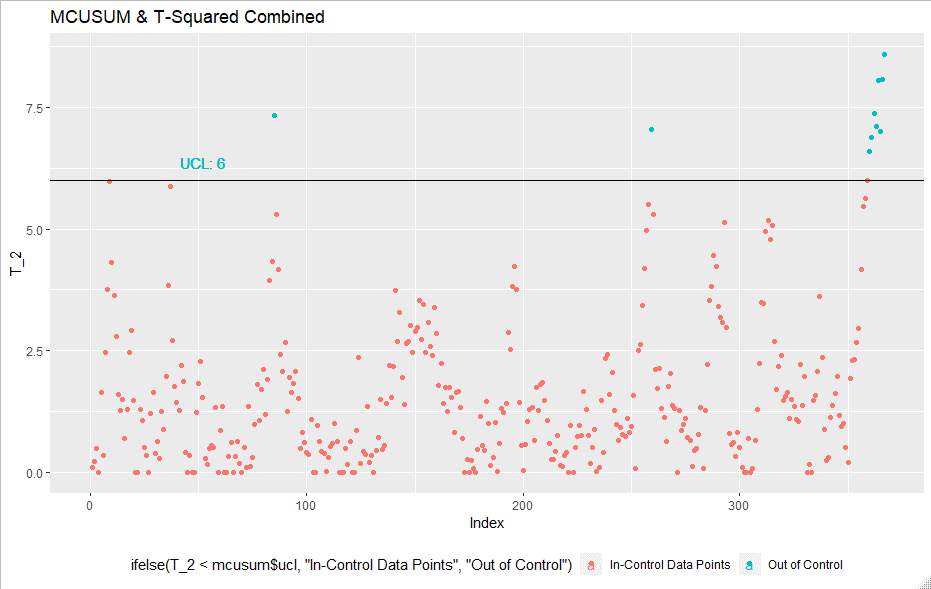 MCUSUM & T-Squared Combined
7.5
UCL: 6
5.0
T_2
2.5
0.0
0 100 200 300
Index
ifelse(T_2 < mcusum$ucl, "In-Control Data Points", "Out of Control") a In-Control Data Points a Out of Control